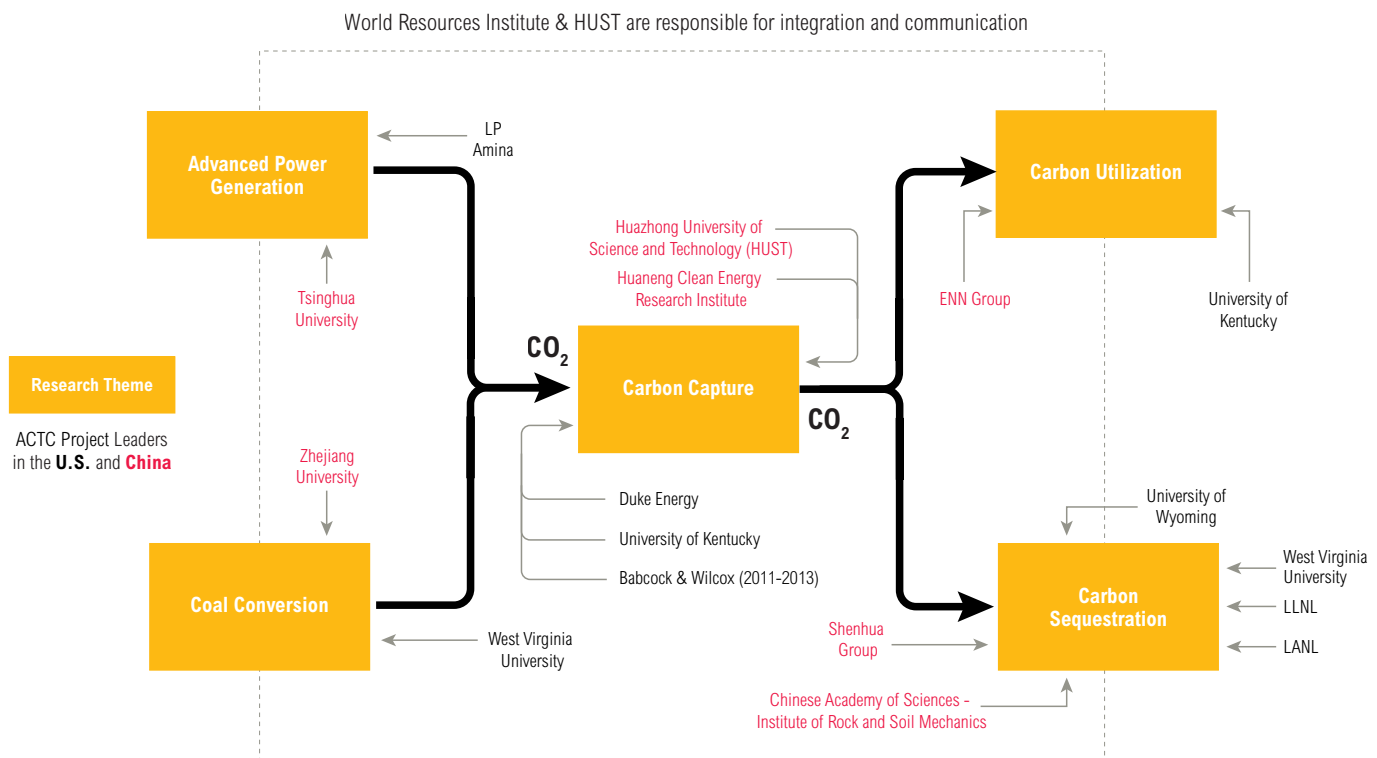 World Resources Institute & HUST are responsible for integration and communication
Advanced Power
Generation
LP
Amina
Tsinghua
University
Research Theme
ACTC Project Leaders
in the U.S. and China
Zhejiang
University
Coal Conversion
West Virginia
University
Huazhong University of
Science and Technology (HUST)
Huaneng Clean Energy
Research Institute
CO2
Carbon Capture
CO2
Duke Energy
University of Kentucky
Babcock & Wilcox (2011-2013)
Carbon Utilization
ENN Group
University of
Kentucky
University of
Wyoming
Carbon
Sequestration
West Virginia
University
LLNL
LANL
Shenhua
Group
Chinese Academy of Sciences -
Institute of Rock and Soil Mechanics